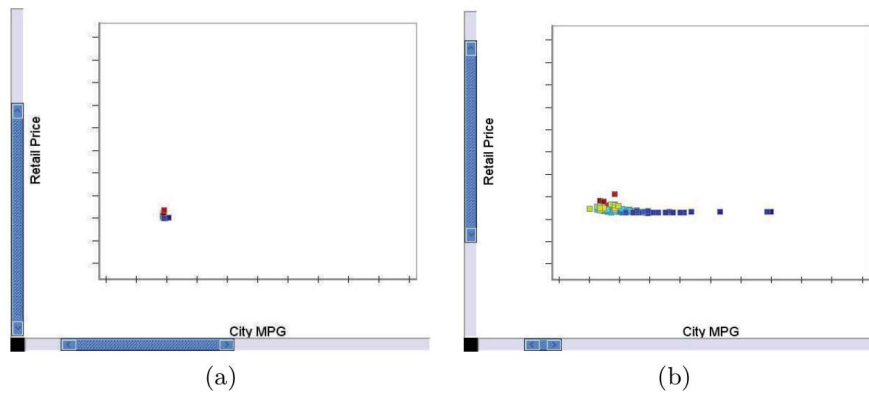 Retail Price
City MPG
(a)
Retail Price
City MPG
(b)